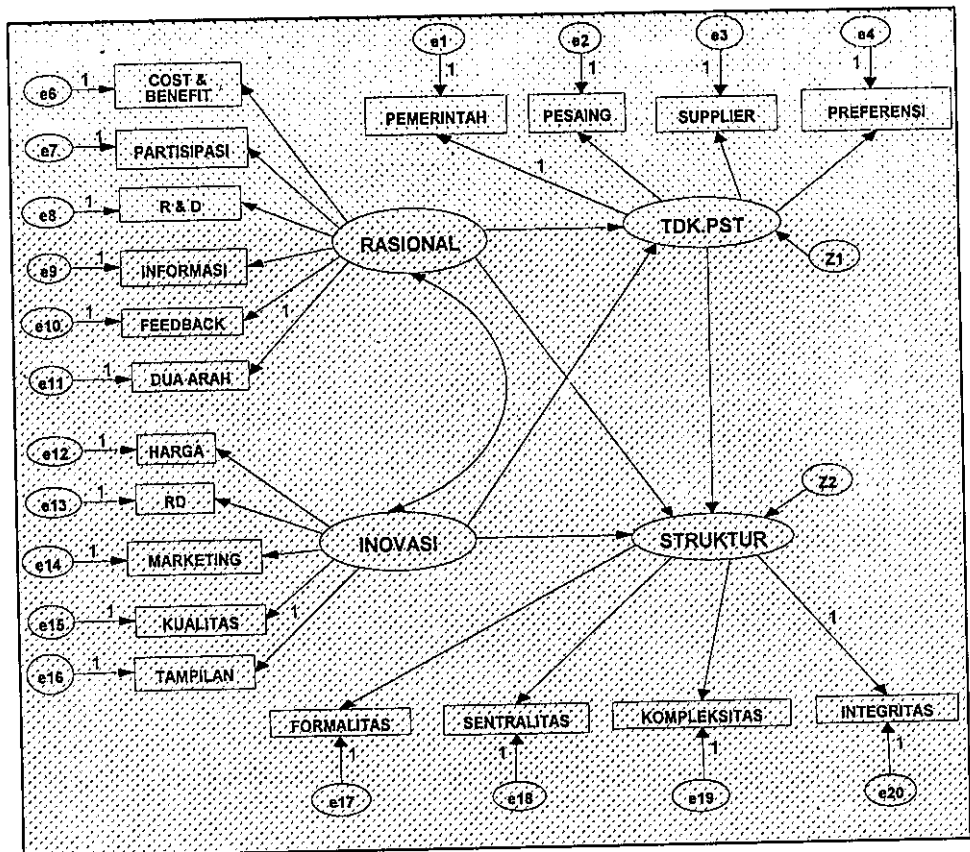 e1
e2
e3
e4
1
1
1
1
PEMERINTAH
PESAING
SUPPLIER
PREFERENSI
e6
1
COST &
BENEFIT
e7
1
PARTISIPASI
e8
1
R & D
e9
1
INFORMASI
e10
1
FEEDBACK
e11
1
DUA ARAH
1
RASIONAL
1
TDK.PST
Z1
e12
1
HARGA
e13
1
RD
e14
1
MARKETING
e15
1
KUALITAS
1
e16
1
TAMPILAN
INOVASI
STRUKTUR
Z2
1
FORMALITAS
SENTRALITAS
KOMPLEKSITAS
INTEGRITAS
1
1
1
1
e17
e18
e19
e20